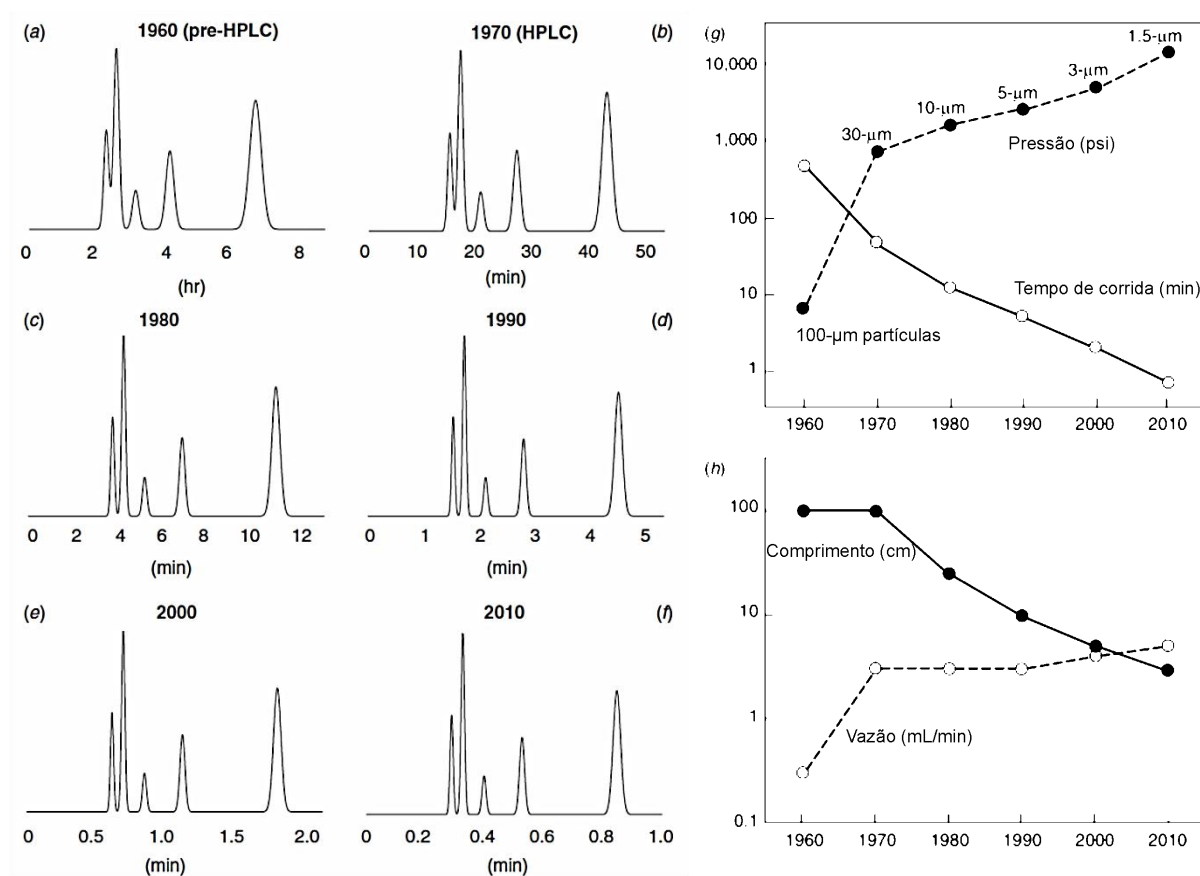 (a) 1960 (pre-HPLC)
0 2 4 6 8
(hr)
1970 (HPLC) (b)
0 10 20 30 40 50
(min)
(c) 1980
0 2 4 6 8 10 12
(min)
1990 (d)
0 1 2 3 4 5
(min)
(e) 2000
0 0.5 1.0 1.5 2.0
(min)
2010 (f)
0 0.2 0.4 0.6 0.8 1.0
(min)
(g)
1.5-μm
10,000
3-μm
5-μm
10-μm
1,000
30-μm
Pressão (psi)
100
Tempo de corrida (min)
10
100-μm partículas
1
1960 1970 1980 1990 2000 2010
(h)
100
Comprimento (cm)
10
1
Vazão (mL/min)
0.1
1960 1970 1980 1990 2000 2010